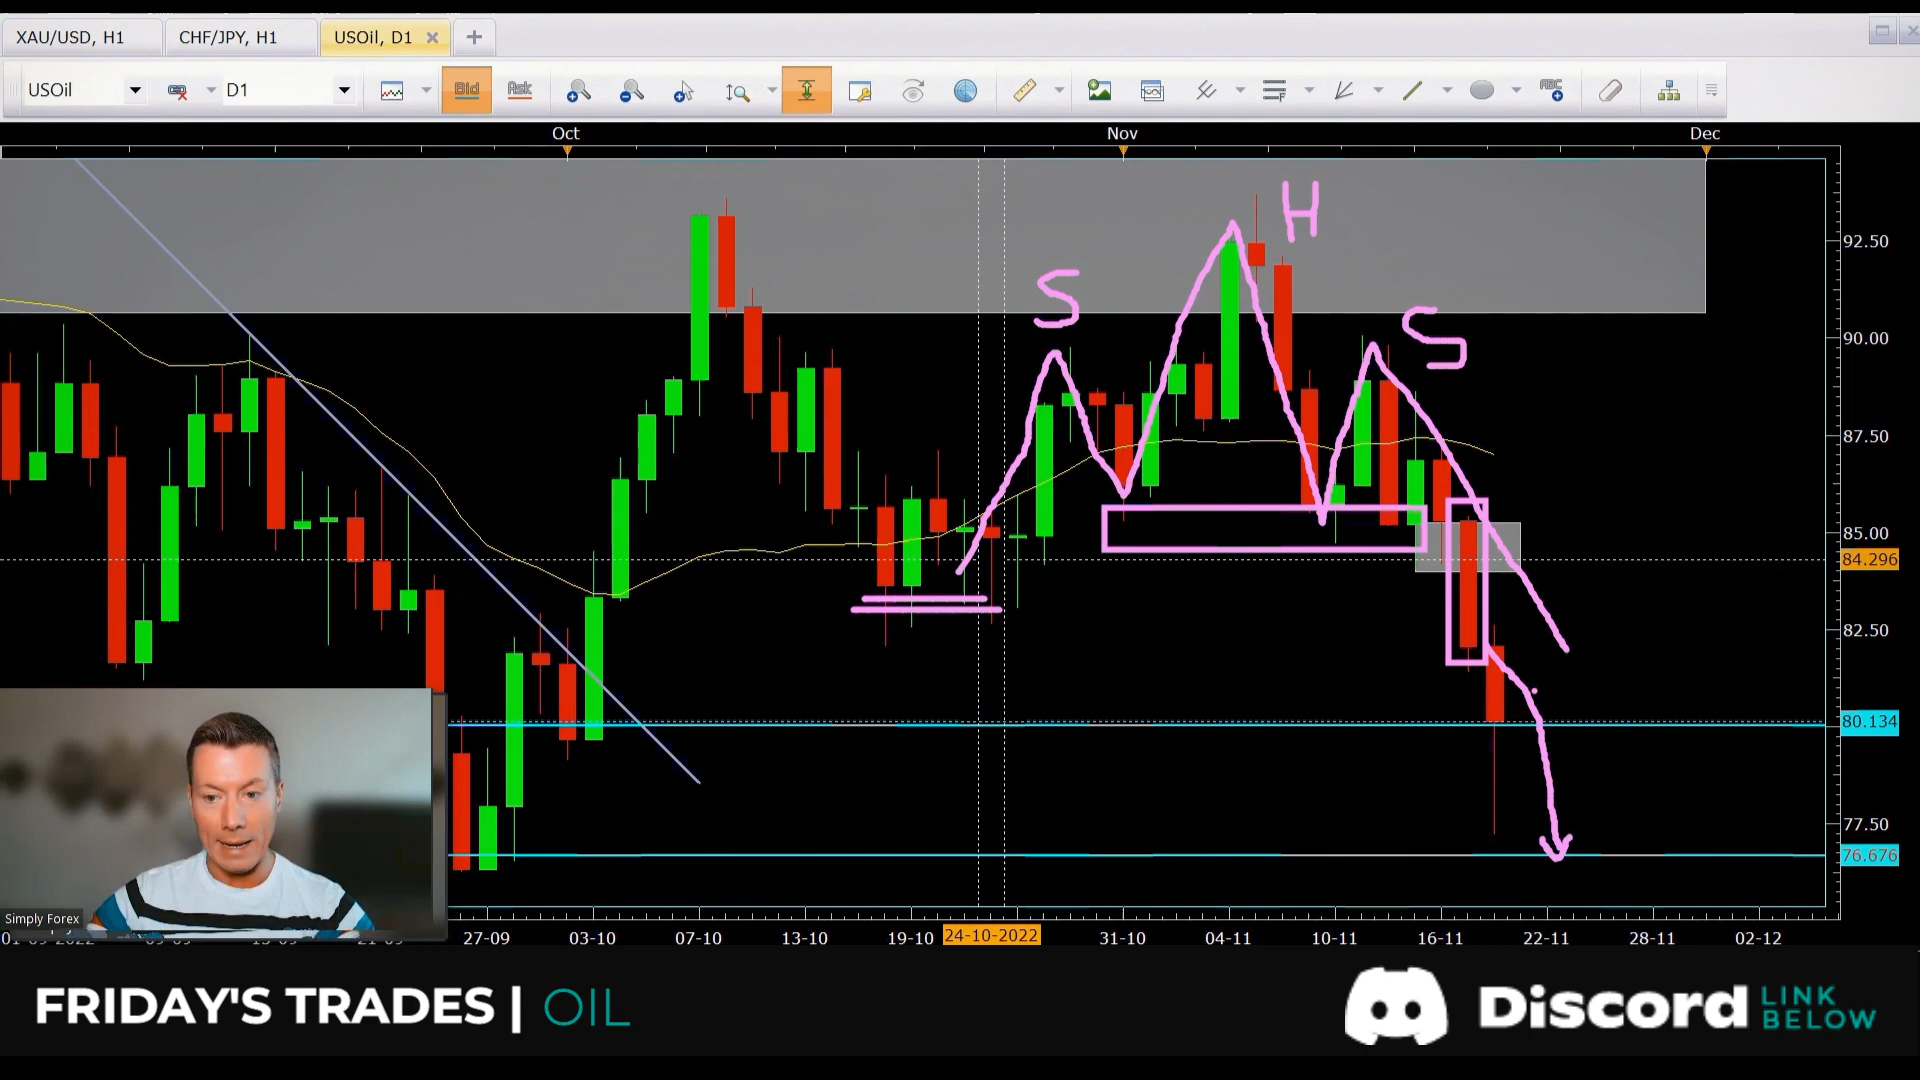 XAU/USD, H1
CHF/JPY, H1
USOil, D1
USOil
D1
Bid
Ask
ABC
Oct
Nov
Dec
S
H
S
92.50
90.00
87.50
85.00
84.296
82.50
80.134
77.50
76.676
Simply Forex
27-09
03-10
07-10
13-10
19-10
24-10-2022
31-10
04-11
10-11
16-11
22-11
28-11
02-12
FRIDAY'S TRADES | OIL
Discord
LINK
BELOW